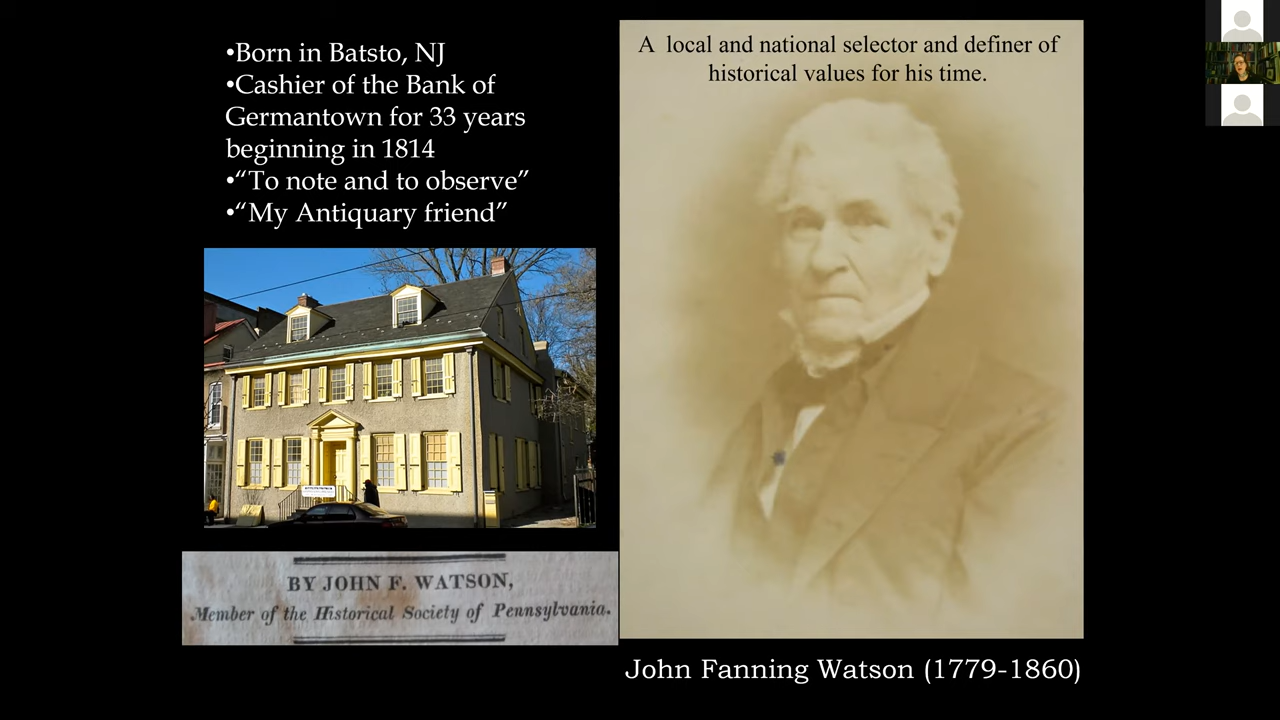 •Born in Batsto, NJ
•Cashier of the Bank of
Germantown for 33 years
beginning in 1814
•“To note and to observe”
•“My Antiquary friend”
A local and national selector and definer of
historical values for his time.
BY JOHN F. WATSON,
Member of the Historical Society of Pennsylvania.
John Fanning Watson (1779-1860)